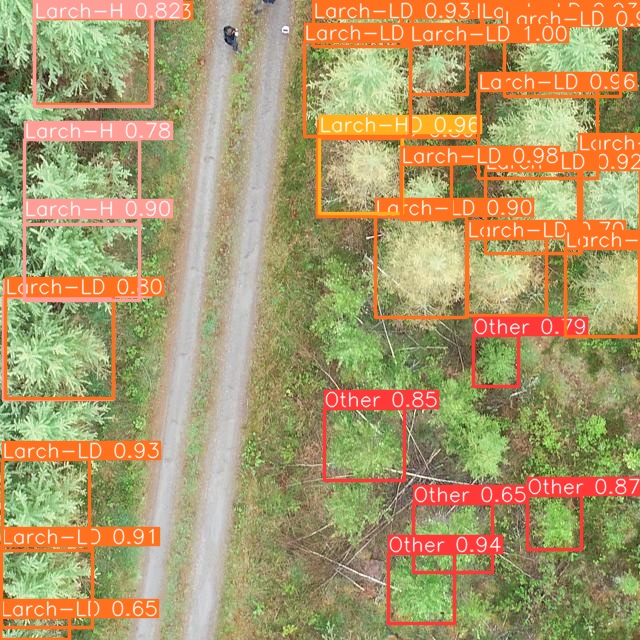 Larch-H 0.823
Larch-LD 0.93
Larch-LD
Larch-LD 1.00
Larch-LD 0.96
Larch-H 0.78
Larch-H
0.96
Larch-LD 0.98
LD 0.92
Larch-H 0.90
Larch-LD 0.90
Larch-LD
Larch-
Larch-LD 0.80
Other 0.79
Other 0.85
Larch-LD 0.93
Other 0.65
Other 0.87
Larch-LD 0.91
Other 0.94
Larch-LD 0.65